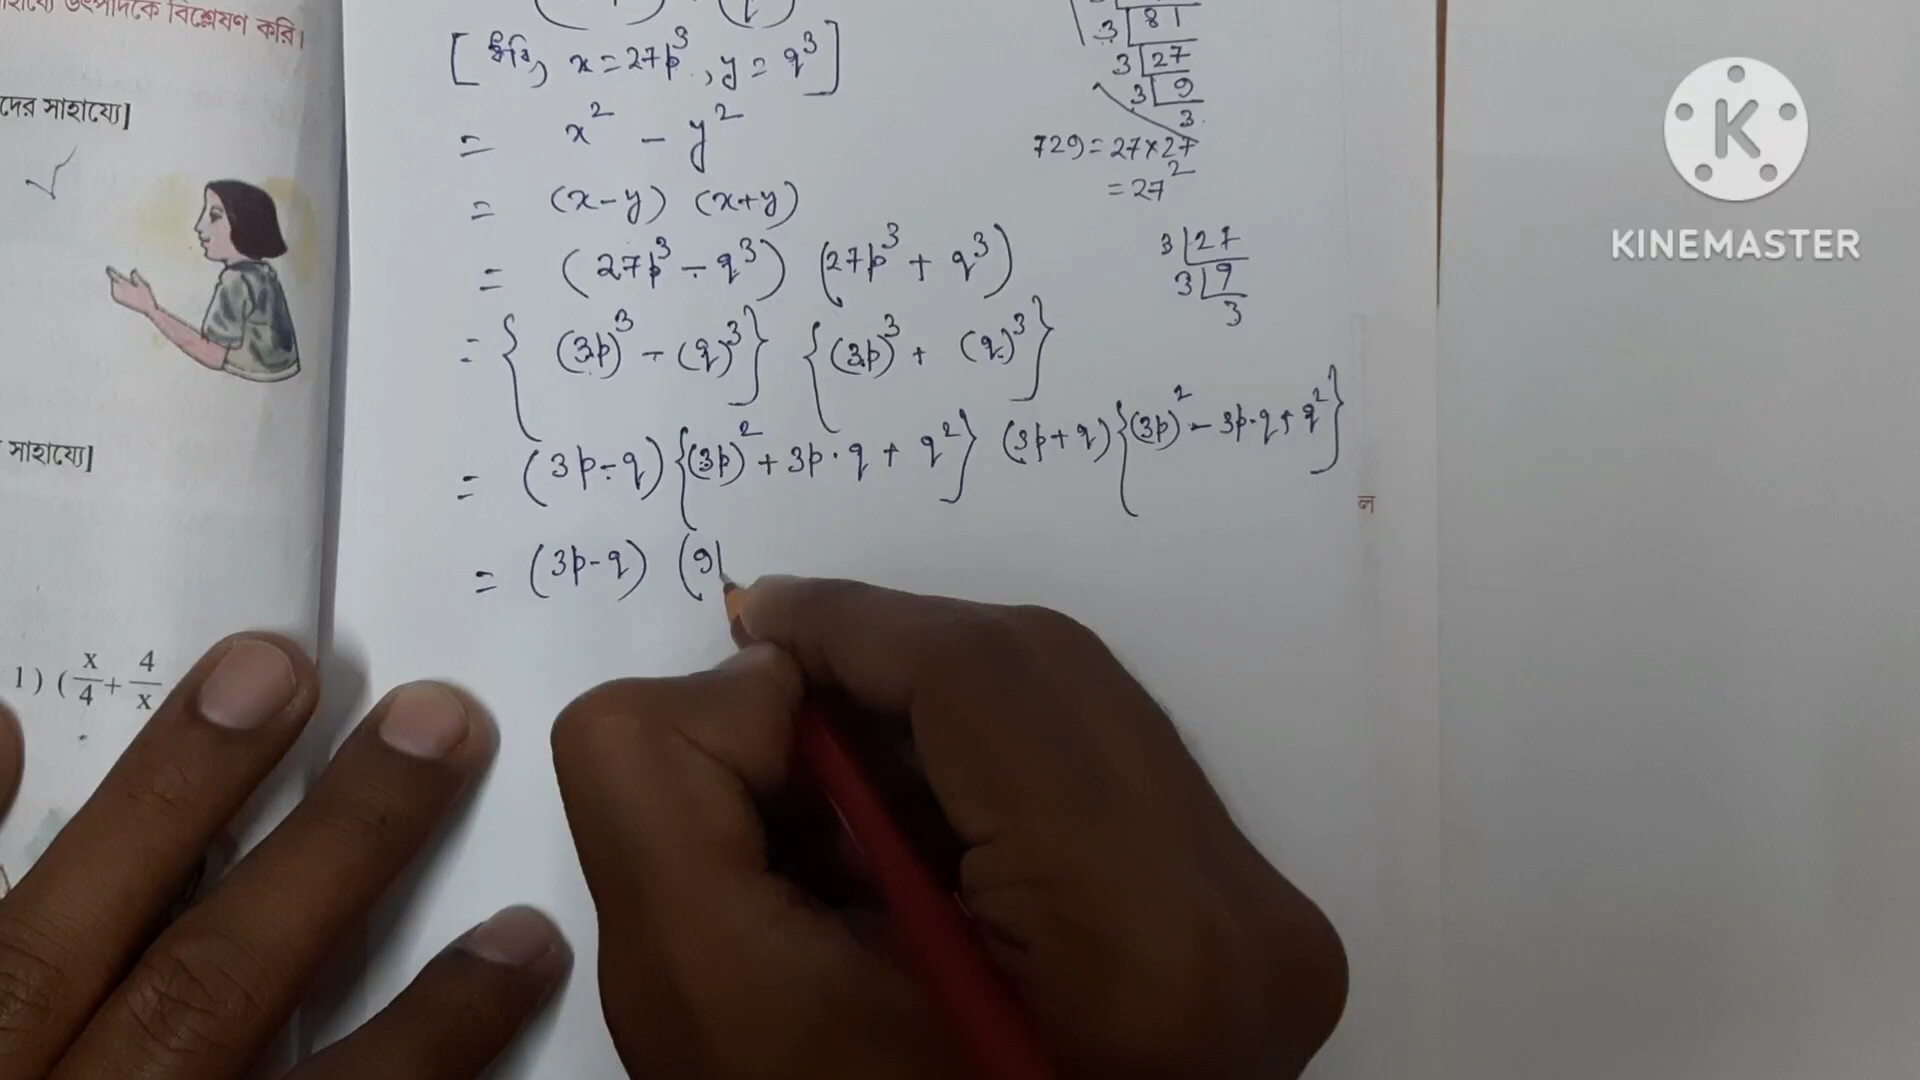 উৎপাদকে বিশ্লেষণ করি।
দের সাহায্যে]
সাহায্যে]
1) (x/4 + 4/x
[ ধরি, x = 27p³, y = q³ ]
= x² - y²
= (x-y) (x+y)
= (27p³ - q³) (27p³ + q³)
= {(3p)³ - (q)³} {(3p)³ + (q)³}
= (3p - q) {(3p)² + 3p·q + q²} (3p + q) {(3p)² - 3p·q + q²}
= (3p - q) (9
3 81
3 27
3 9
3
729 = 27×27
= 27²
3 27
3 9
3
ন
K
KINEMASTER